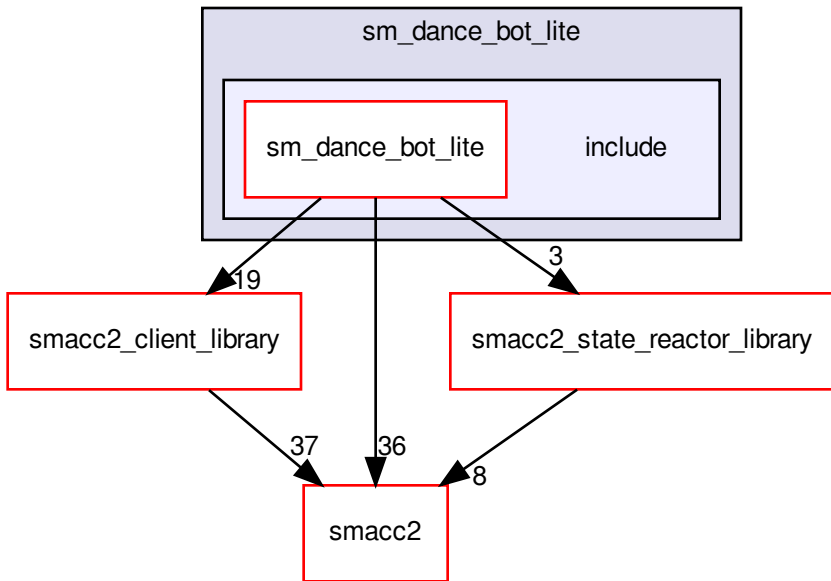 sm_dance_bot_lite
sm_dance_bot_lite
include
3
19
smacc2_client_library
smacc2_state_reactor_library
37
36
8
smacc2